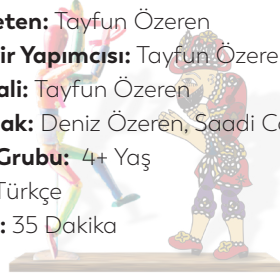 eten: Tayfun Özeren
ir Yapımcısı: Tayfun Özere
ali: Tayfun Özeren
ak: Deniz Özeren, Saadi C
Grubu: 4+ Yaş
Türkçe
: 35 Dakika